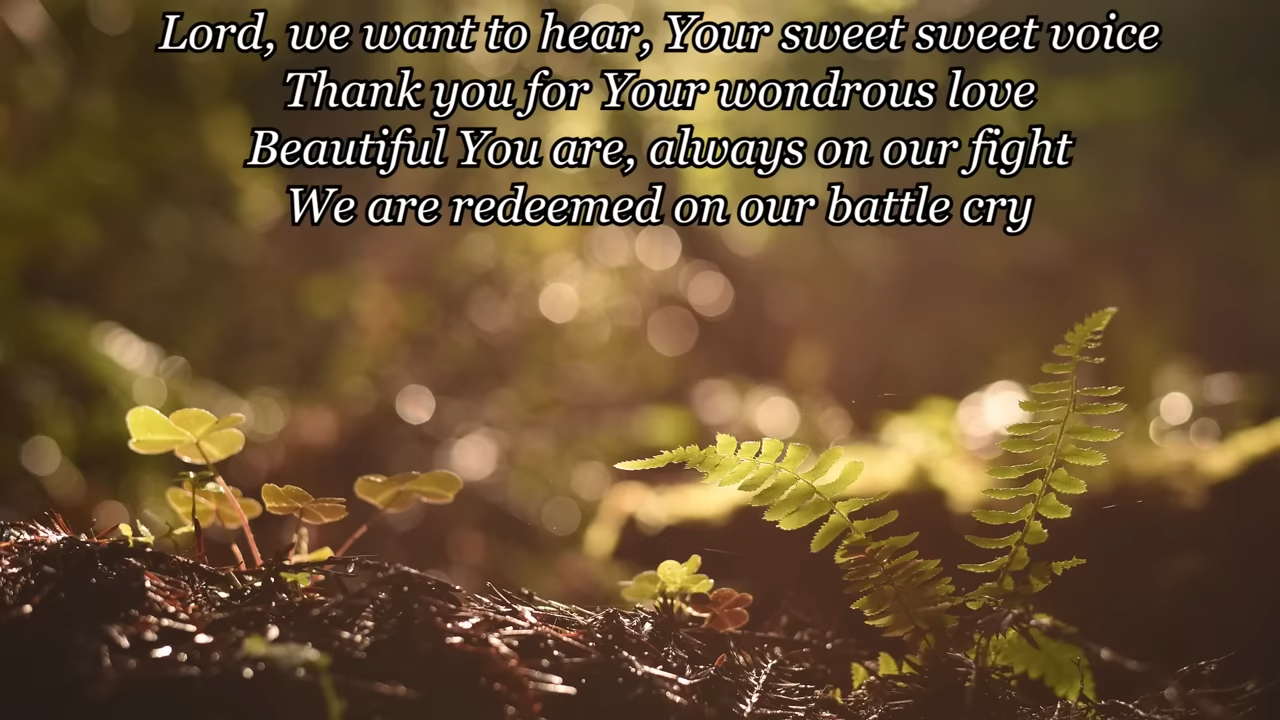 Lord, we want to hear, Your sweet sweet voice
Thank you for Your wondrous love
Beautiful You are, always on our fight
We are redeemed on our battle cry